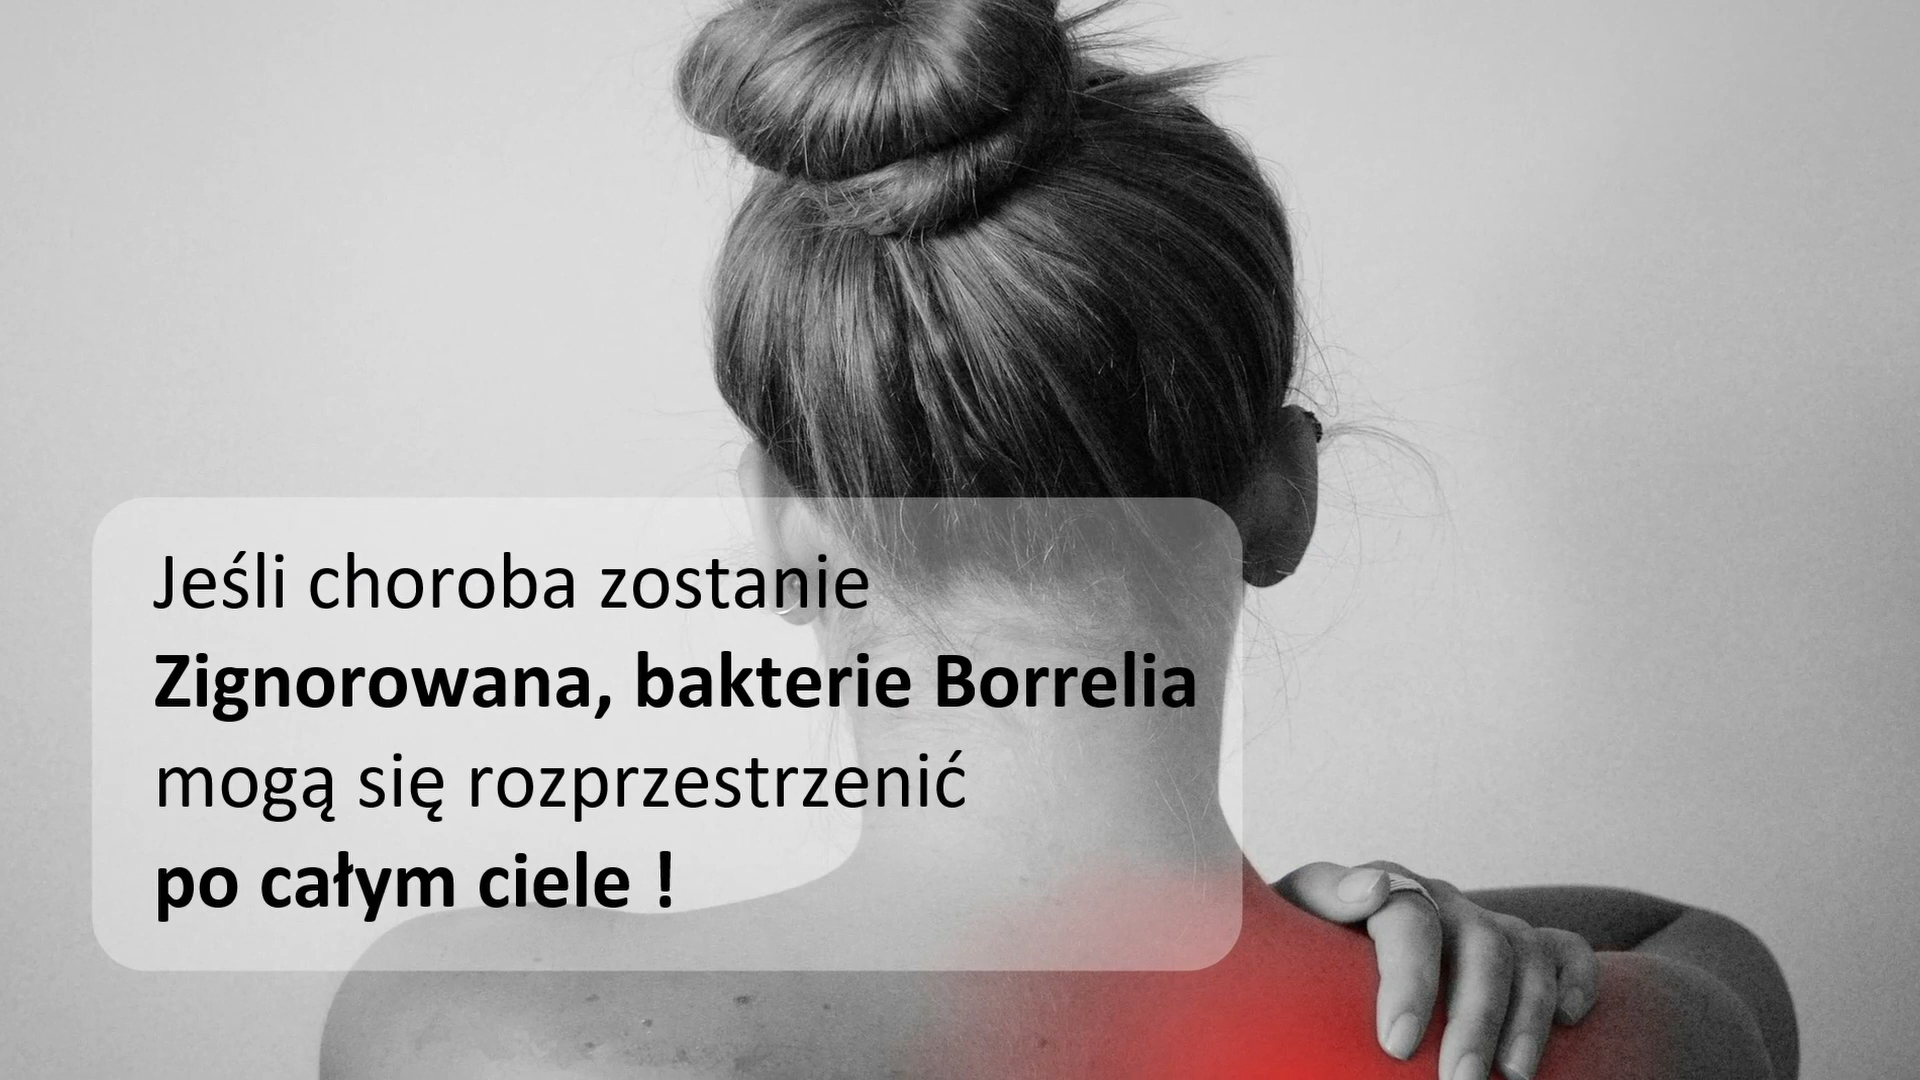 Jeśli choroba zostanie
Zignorowana, bakterie Borrelia
mogą się rozprzestrzenić
po całym ciele !